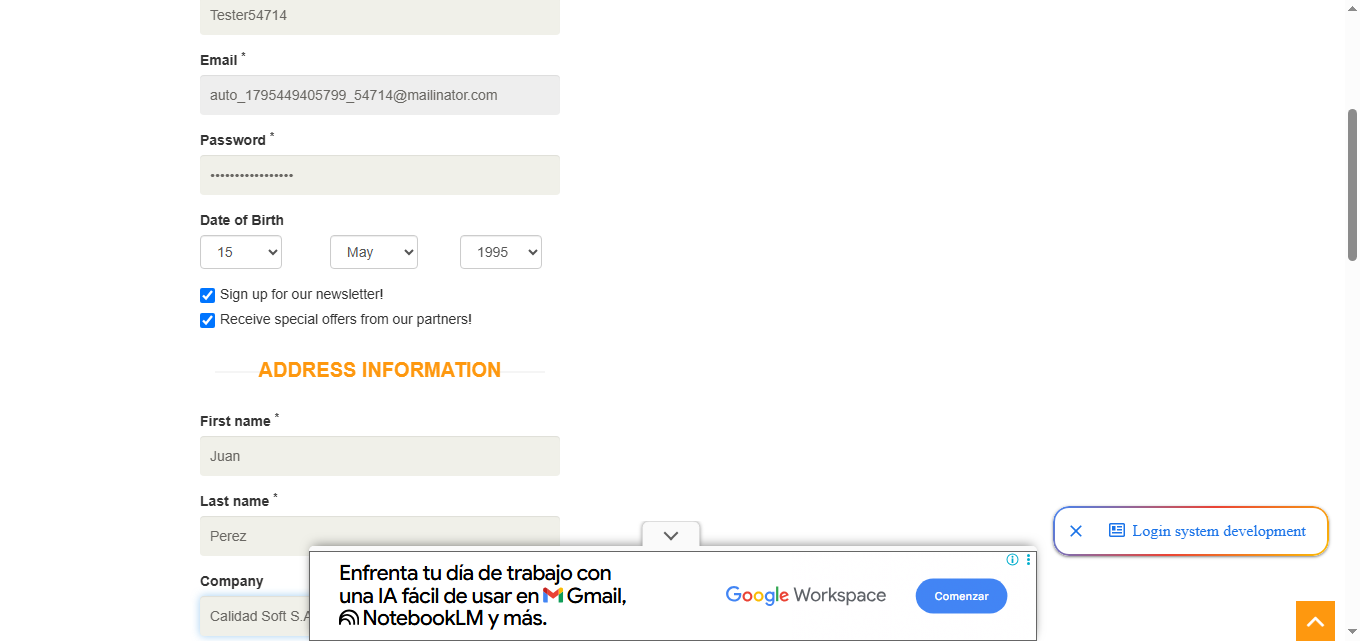 Tester54714
Email *
auto_1795449405799_54714@mailinator.com
Password *
•••••••••••••••••
Date of Birth
15 May 1995
Sign up for our newsletter!
Receive special offers from our partners!
ADDRESS INFORMATION
First name *
Juan
Last name *
Perez
Company
Calidad Soft S.A
Login system development
Enfrenta tu día de trabajo con
una IA fácil de usar en Gmail,
NotebookLM y más.
Google Workspace
Comenzar